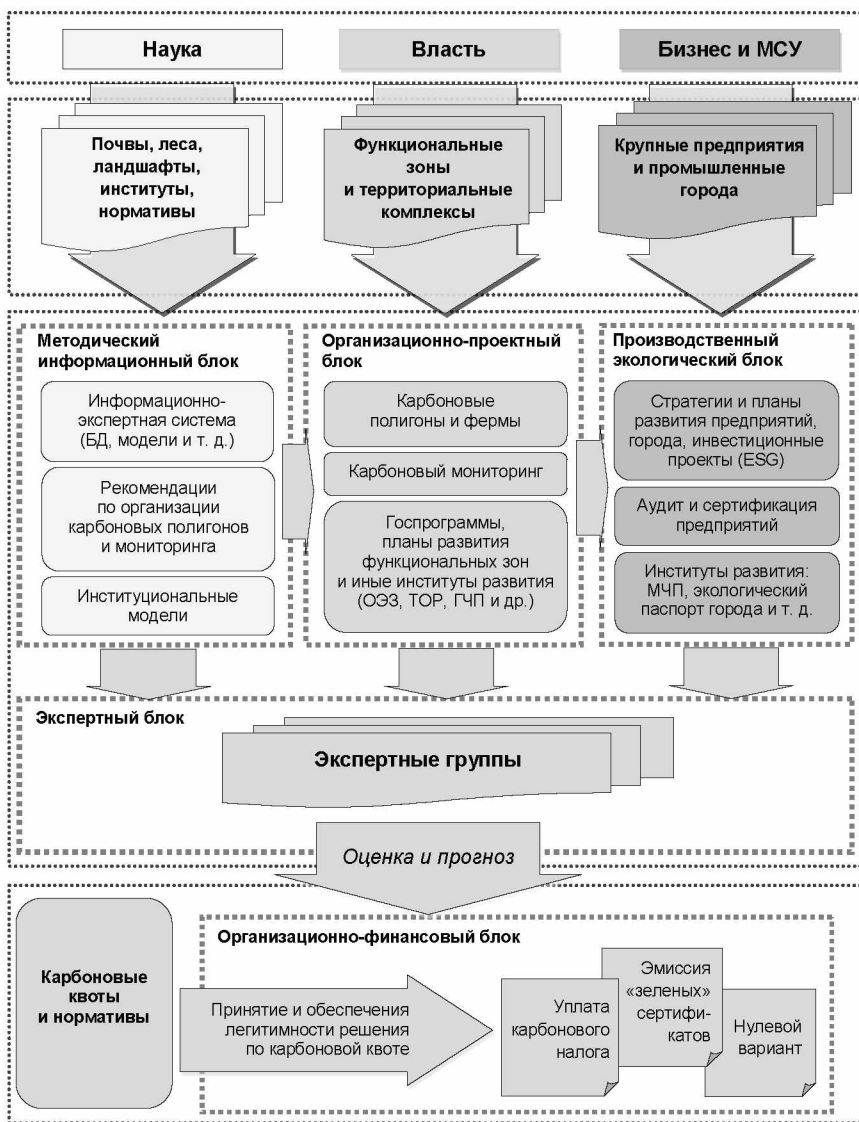 Наука
Власть
Бизнес и МСУ
Почвы, леса,
ландшафты,
институты,
нормативы
Функциональные
зоны
и территориальные
комплексы
Крупные предприятия
и промышленные
города
Методический
информационный блок
Информационно-
экспертная система
(БД, модели и т. д.)
Рекомендации
по организации
карбоновых полигонов
и мониторинга
Институциональные
модели
Организационно-проектный
блок
Карбоновые
полигоны и фермы
Карбоновый мониторинг
Госпрограммы,
планы развития
функциональных зон
и иные институты развития
(ОЭЗ, ТОР, ГЧП и др.)
Производственный
экологический блок
Стратегии и планы
развития предприятий,
города, инвестиционные
проекты (ESG)
Аудит и сертификация
предприятий
Институты развития:
МЧП, экологический
паспорт города и т. д.
Экспертный блок
Экспертные группы
Оценка и прогноз
Карбоновые
квоты
и нормативы
Организационно-финансовый блок
Принятие и обеспечения
легитимности решения
по карбоновой квоте
Уплата
карбонового
налога
Эмиссия
«зеленых»
сертифи-
катов
Нулевой
вариант